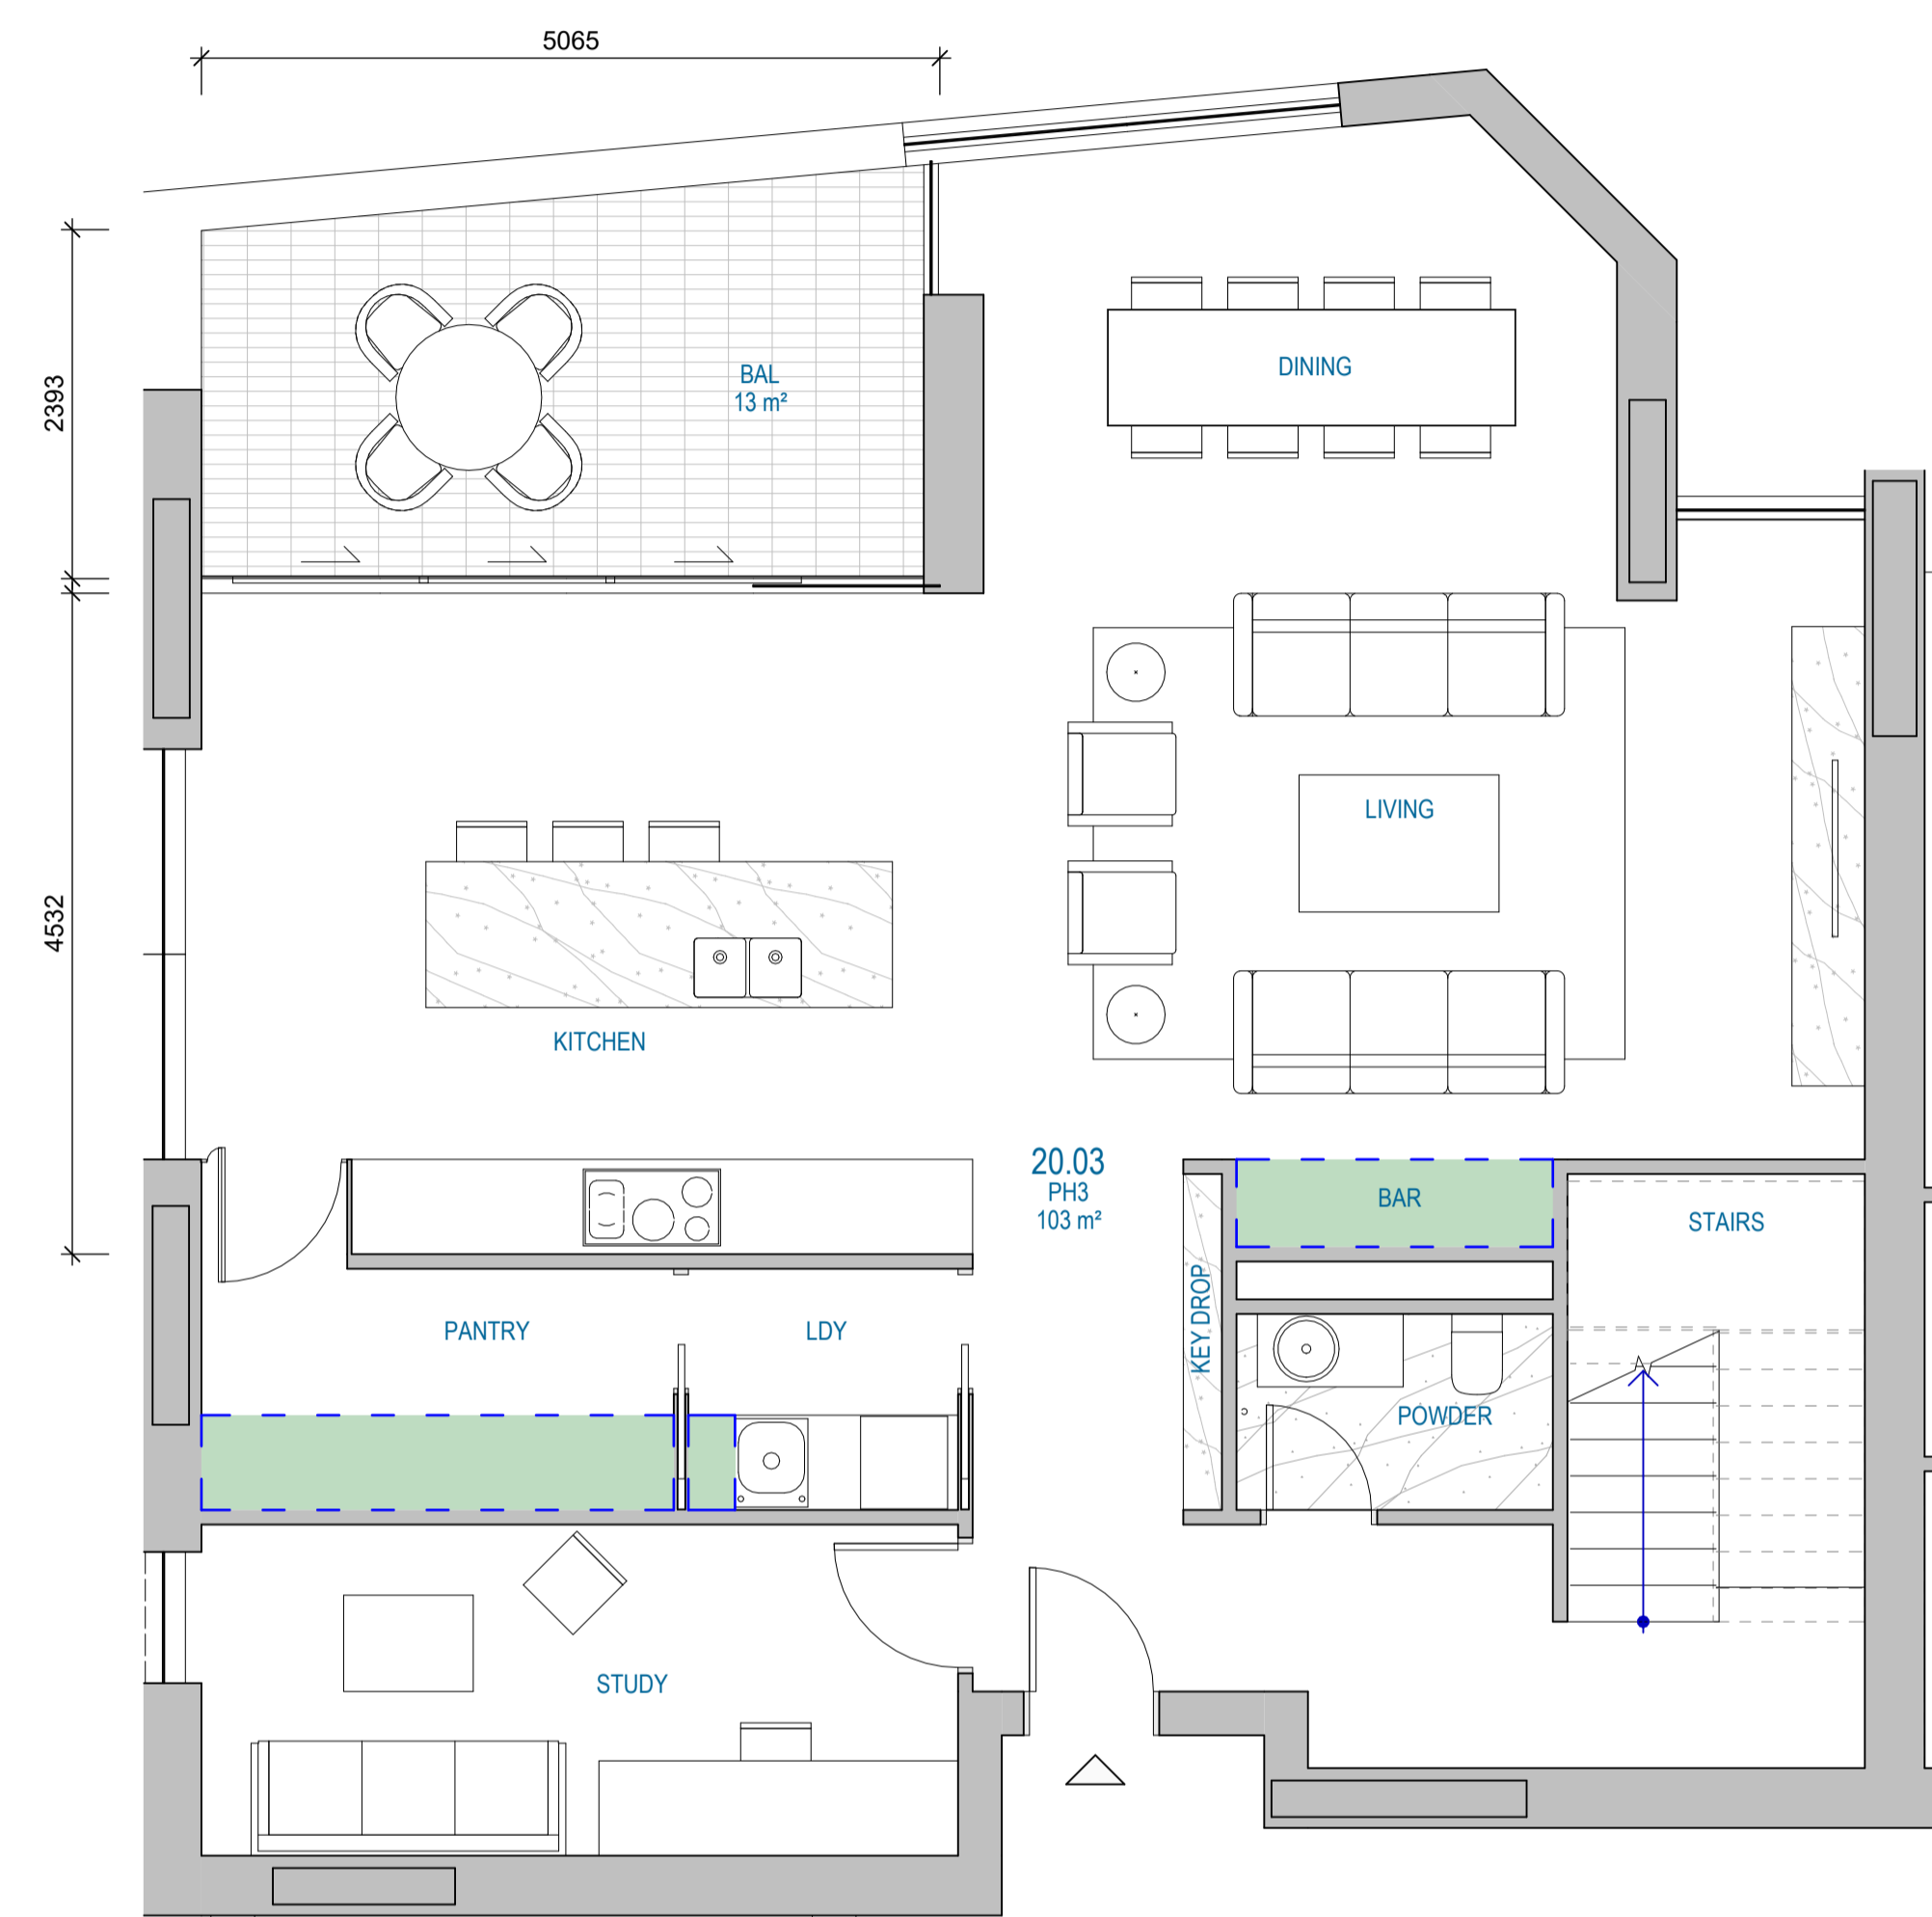 5065
2393
BAL
13 m²
DINING
4532
LIVING
KITCHEN
20.03
PH3
103 m²
BAR
STAIRS
KEY DROP
PANTRY
LDY
POWDER
STUDY